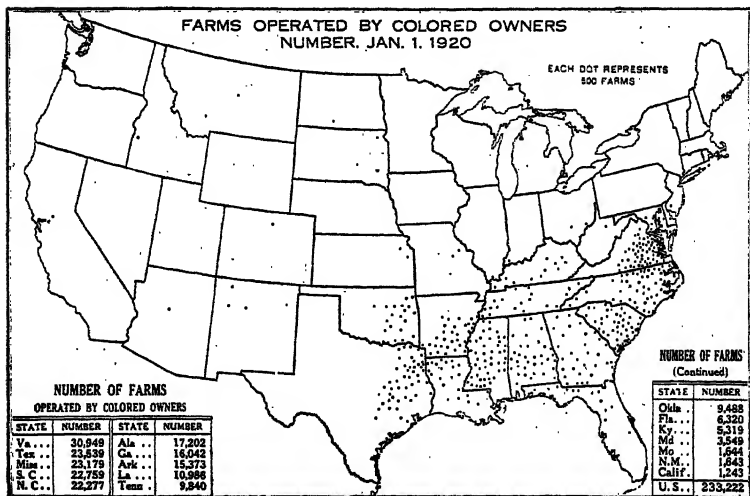 FARMS OPERATED BY COLORED OWNERS
NUMBER, JAN. 1, 1920
EACH DOT REPRESENTS
500 FARMS
NUMBER OF FARMS
OPERATED BY COLORED OWNERS
STATE NUMBER STATE NUMBER
Va... 30,949 Ala... 17,202
Tex... 23,539 Ga... 16,042
Miss... 23,179 Ark... 15,373
S. C... 22,759 La... 10,986
N. C... 22,277 Tenn... 9,840
NUMBER OF FARMS
(Continued)
STATE NUMBER
Okla.. 9,488
Fla... 6,320
Ky... 5,319
Md... 3,549
Mo... 1,644
N.M.. 1,643
Calif.. 1,243
U.S.. 233,222